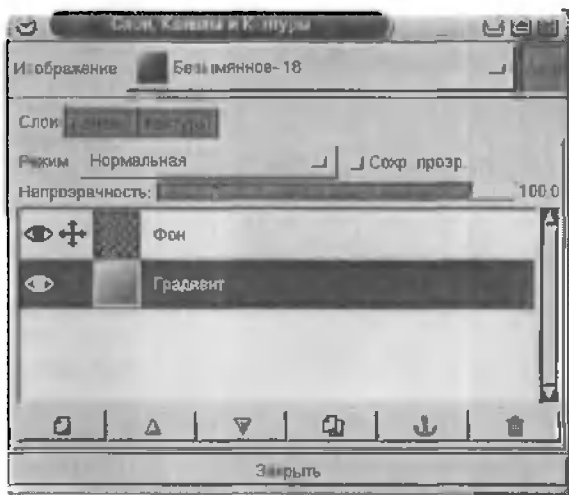 Слои, Каналы и Контуры
Изображение Безымянное-18
Слои Каналы Контуры
Режим Нормальная Сохр. прозр.
Непрозрачность: 100,0
Фон
Градиент
Закрыть